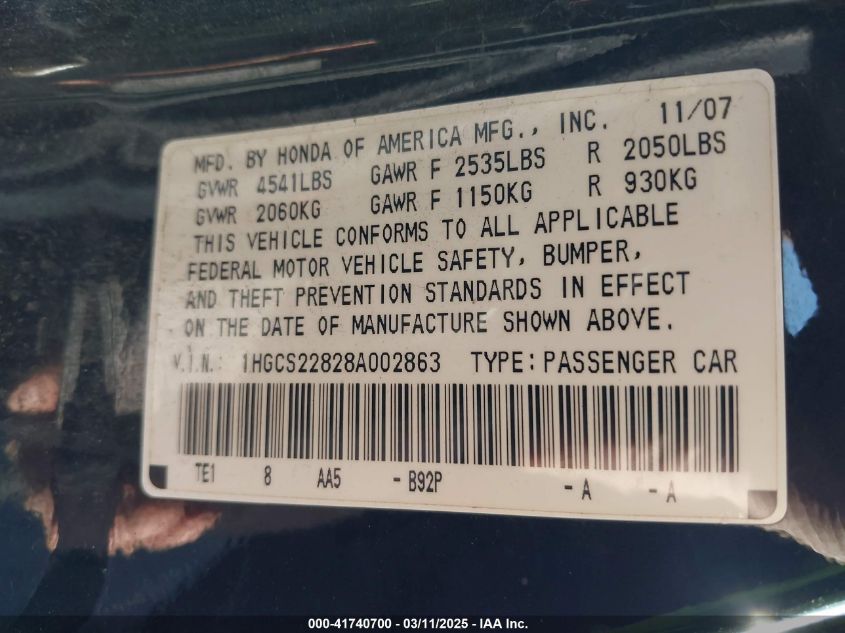 MFD. BY HONDA OF AMERICA MFG., INC. 11/07
GVWR 4541LBS GAWR F 2535LBS R 2050LBS
GVWR 2060KG GAWR F 1150KG R 930KG
THIS VEHICLE CONFORMS TO ALL APPLICABLE
FEDERAL MOTOR VEHICLE SAFETY, BUMPER,
AND THEFT PREVENTION STANDARDS IN EFFECT
ON THE DATE OF MANUFACTURE SHOWN ABOVE.
V.I.N.: 1HGCS22828A002863 TYPE: PASSENGER CAR
TE1 8 AA5 - B92P - A - A
000-41740700 - 03/11/2025 - IAA Inc.